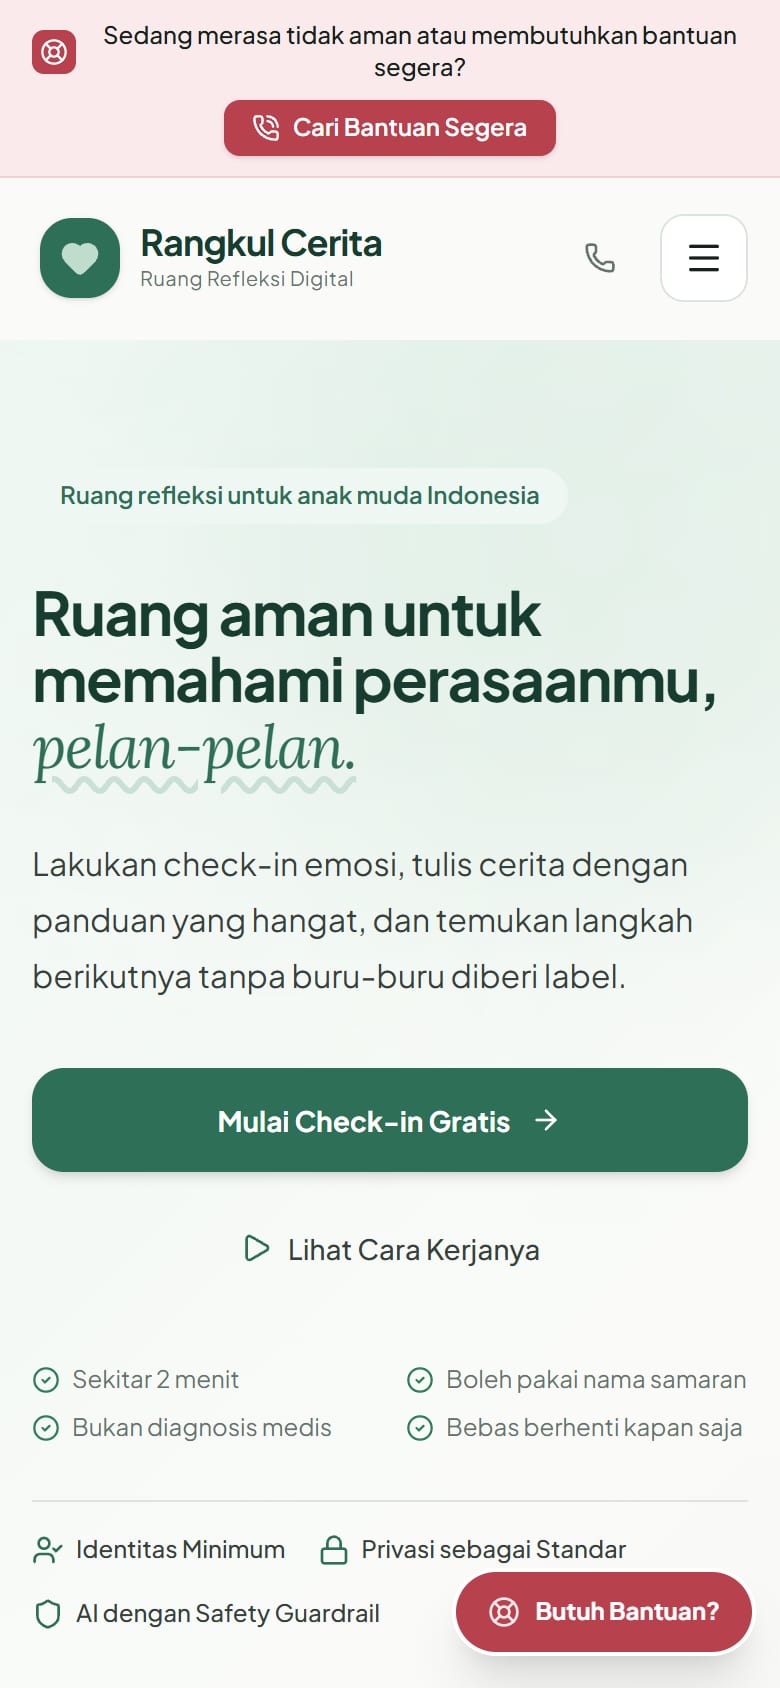 Sedang merasa tidak aman atau membutuhkan bantuan
segera?
Cari Bantuan Segera
Rangkul Cerita
Ruang Refleksi Digital
Ruang refleksi untuk anak muda Indonesia
Ruang aman untuk
memahami perasaanmu,
pelan-pelan.
Lakukan check-in emosi, tulis cerita dengan
panduan yang hangat, dan temukan langkah
berikutnya tanpa buru-buru diberi label.
Mulai Check-in Gratis
Lihat Cara Kerjanya
Sekitar 2 menit
Boleh pakai nama samaran
Bukan diagnosis medis
Bebas berhenti kapan saja
Identitas Minimum
Privasi sebagai Standar
AI dengan Safety Guardrail
Butuh Bantuan?